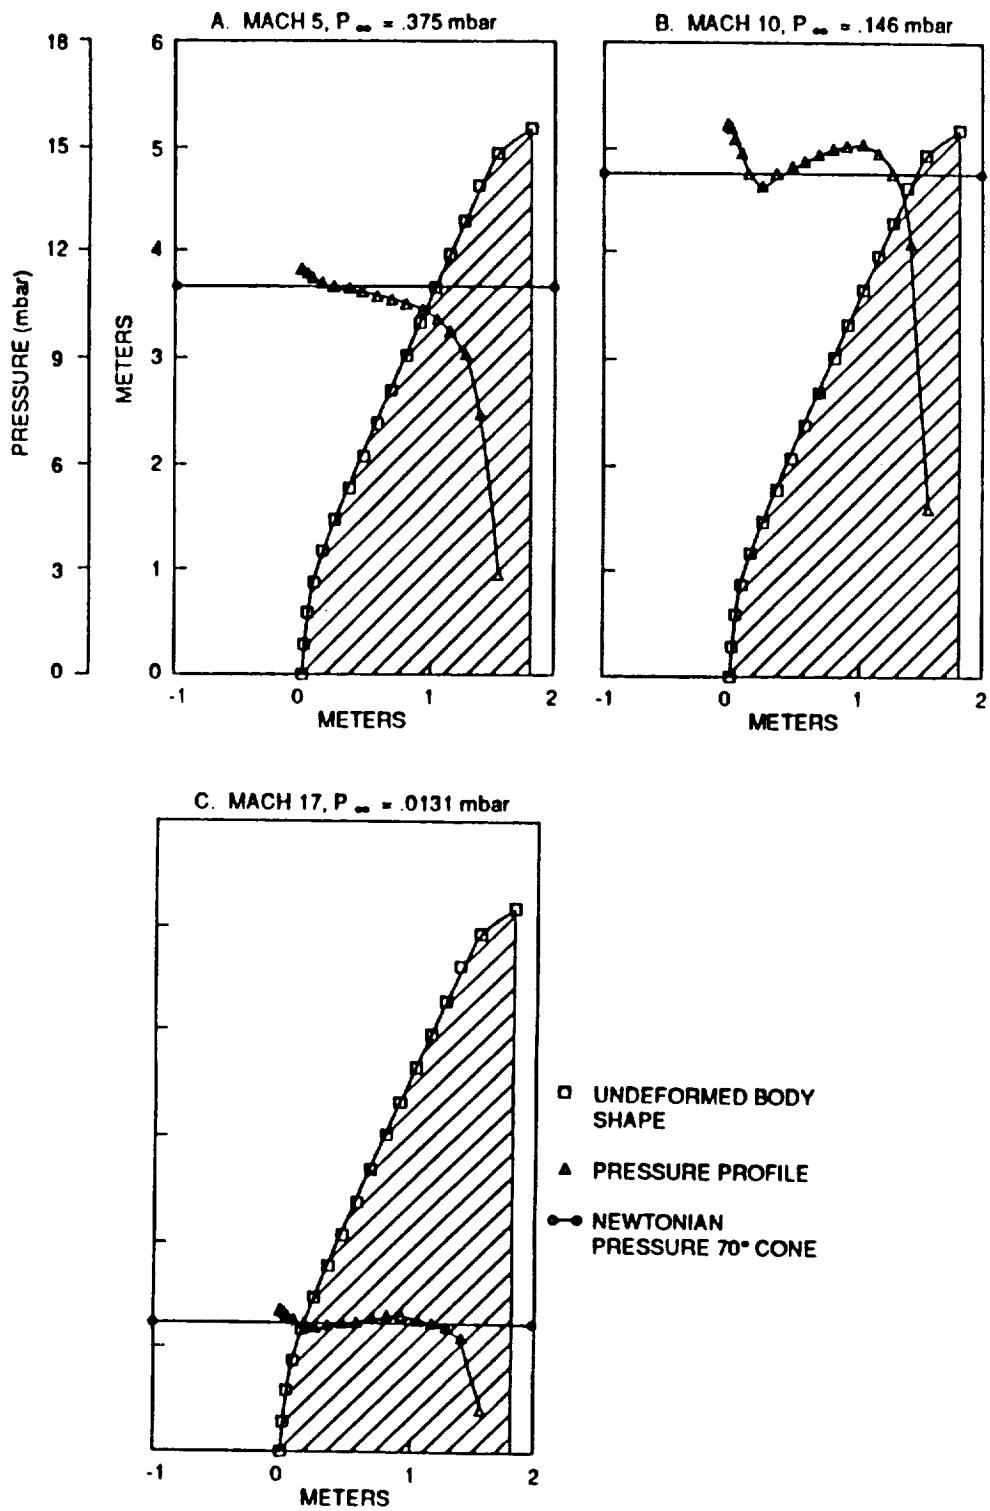 A. MACH 5, P ∞ = .375 mbar
B. MACH 10, P ∞ = .146 mbar
18
15
12
9
6
3
0
PRESSURE (mbar)
6
5
4
3
2
1
0
METERS
-1
0
1
2
METERS
-1
0
1
2
METERS
C. MACH 17, P ∞ = .0131 mbar
-1
0
1
2
METERS
UNDEFORMED BODY
SHAPE
PRESSURE PROFILE
NEWTONIAN
PRESSURE 70° CONE